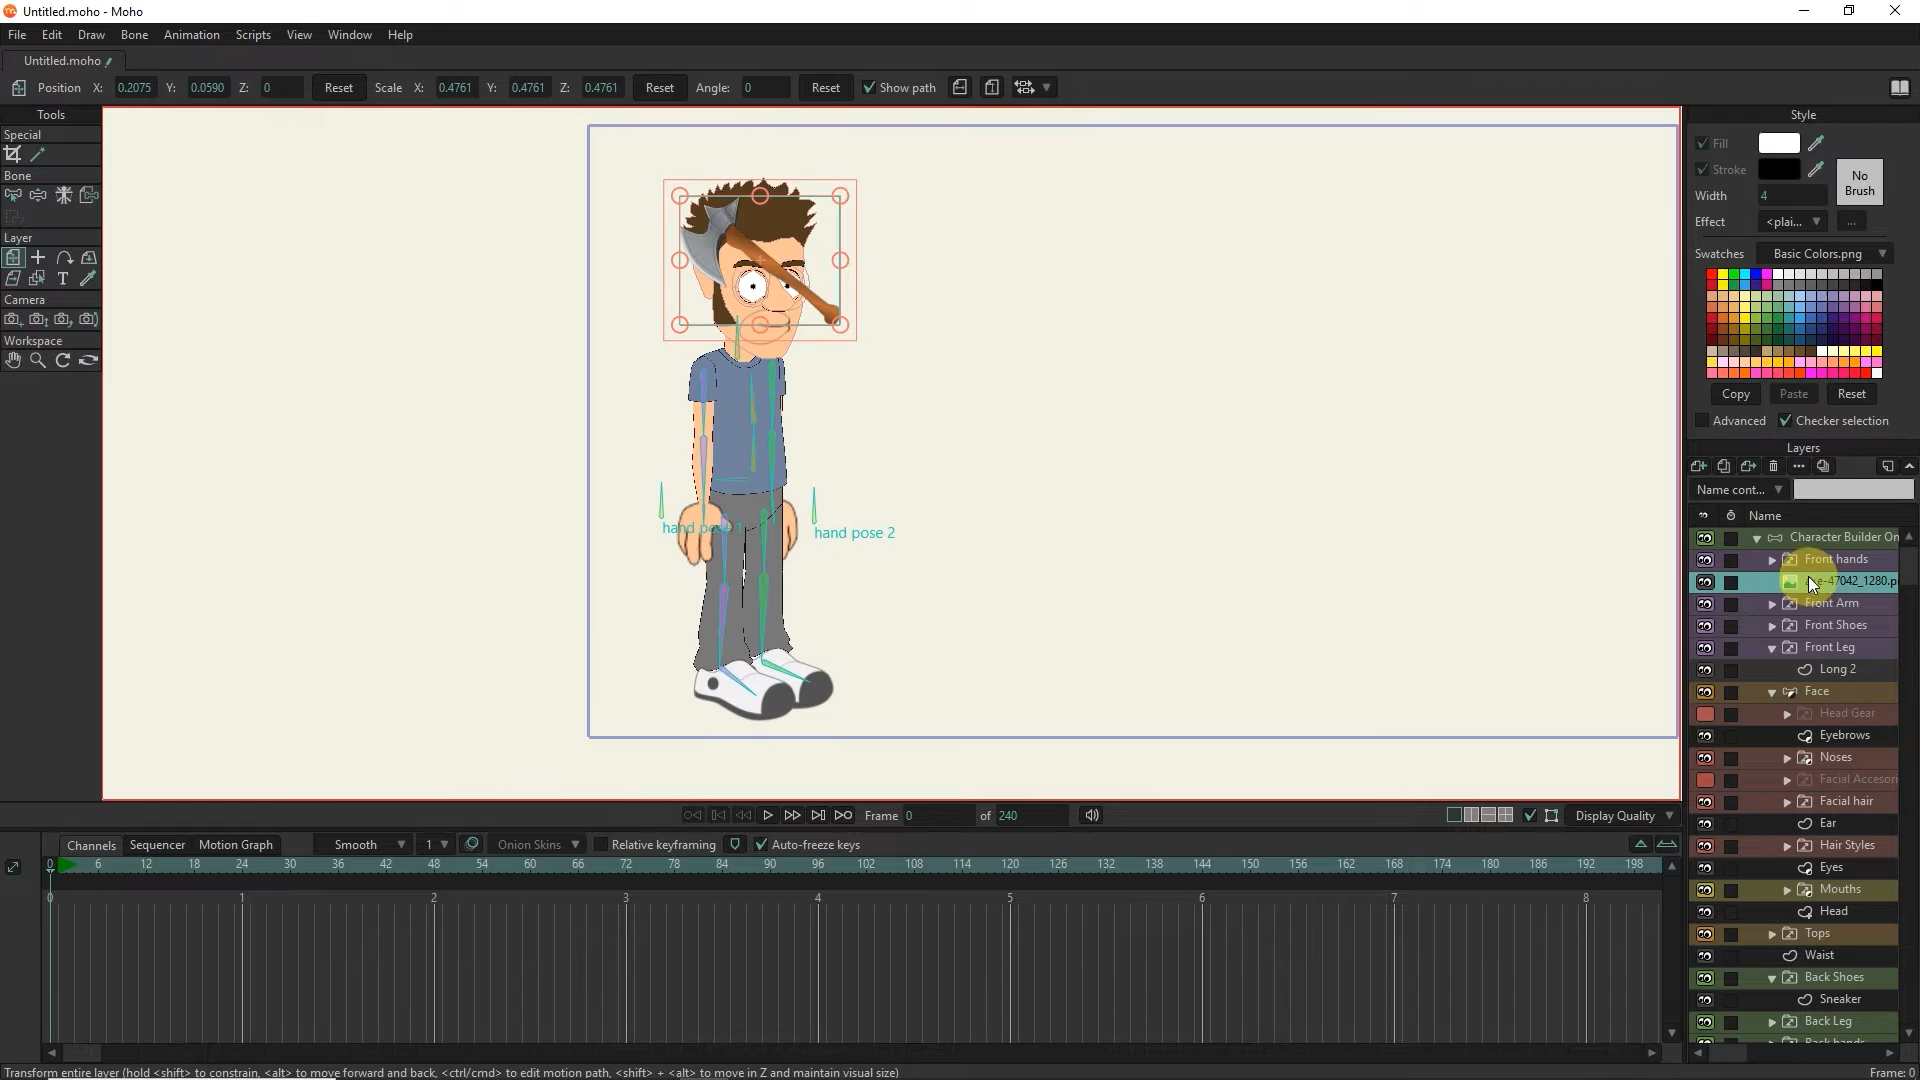 Untitled.moho - Moho
File Edit Draw Bone Animation Scripts View Window Help
Untitled.moho
Position X: 0.2075 Y: 0.0590 Z: 0 Reset Scale X: 0.4761 Y: 0.4761 Z: 0.4761 Reset Angle: 0 Reset Show path
Tools
Special
Bone
Layer
Camera
Workspace
hand pose 1
hand pose 2
Style
Fill
Stroke
No Brush
Width 4
Effect <plai... ...
Swatches Basic Colors.png
Copy Paste Reset
Advanced Checker selection
Layers
Name cont...
Name
Character Builder On
Front hands
-47042_1280.p
Front Arm
Front Shoes
Front Leg
Long 2
Face
Head Gear
Eyebrows
Noses
Facial Accesori
Facial hair
Ear
Hair Styles
Eyes
Mouths
Head
Tops
Waist
Back Shoes
Sneaker
Back Leg
Back hands
Frame 0 of 240 Display Quality
Channels Sequencer Motion Graph Smooth 1 Onion Skins Relative keyframing Auto-freeze keys
0 6 12 18 24 30 36 42 48 54 60 66 72 78 84 90 96 102 108 114 120 126 132 138 144 150 156 162 168 174 180 186 192 198
0 1 2 3 4 5 6 7 8
Transform entire layer (hold <shift> to constrain, <alt> to move forward and back, <ctrl/cmd> to edit motion path, <shift> + <alt> to move in Z and maintain visual size)
Frame: 0